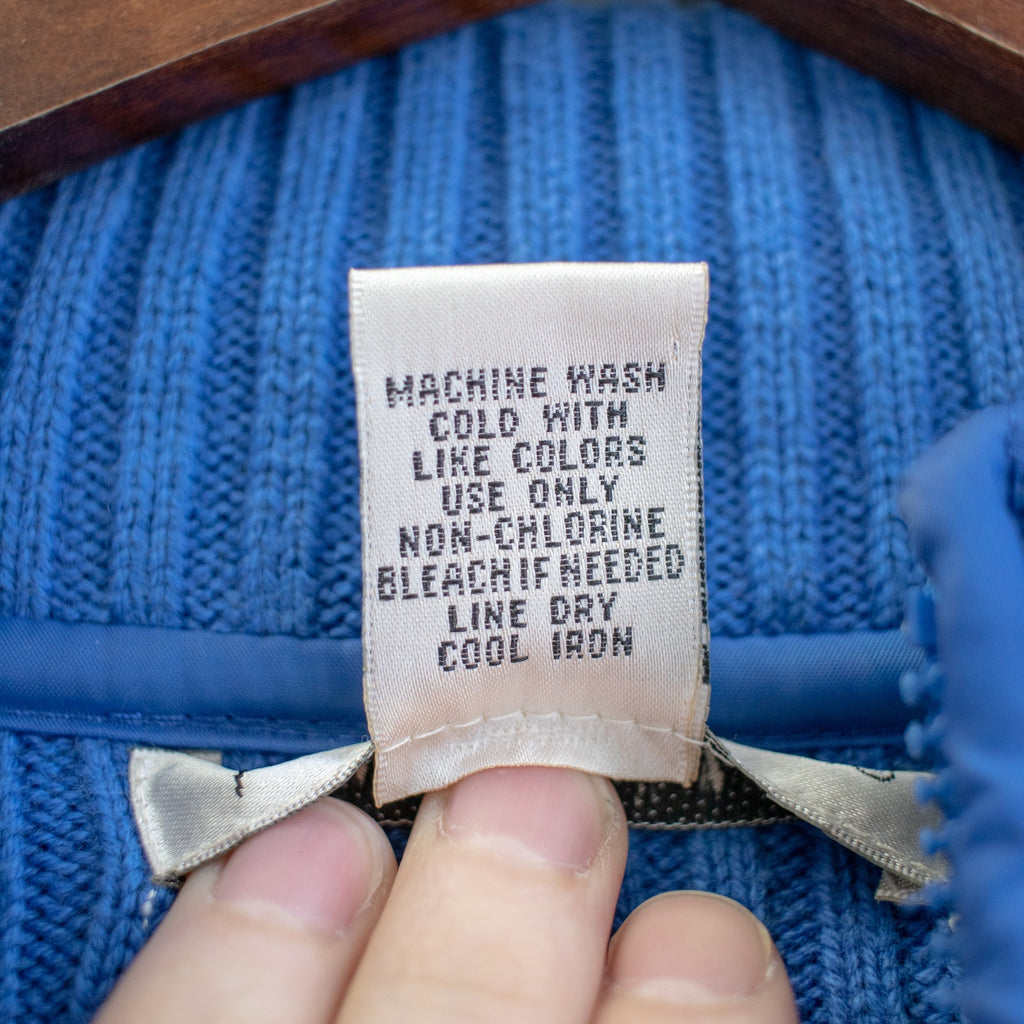 MACHINE WASH
COLD WITH
LIKE COLORS
USE ONLY
NON-CHLORINE
BLEACH IF NEEDED
LINE DRY
COOL IRON